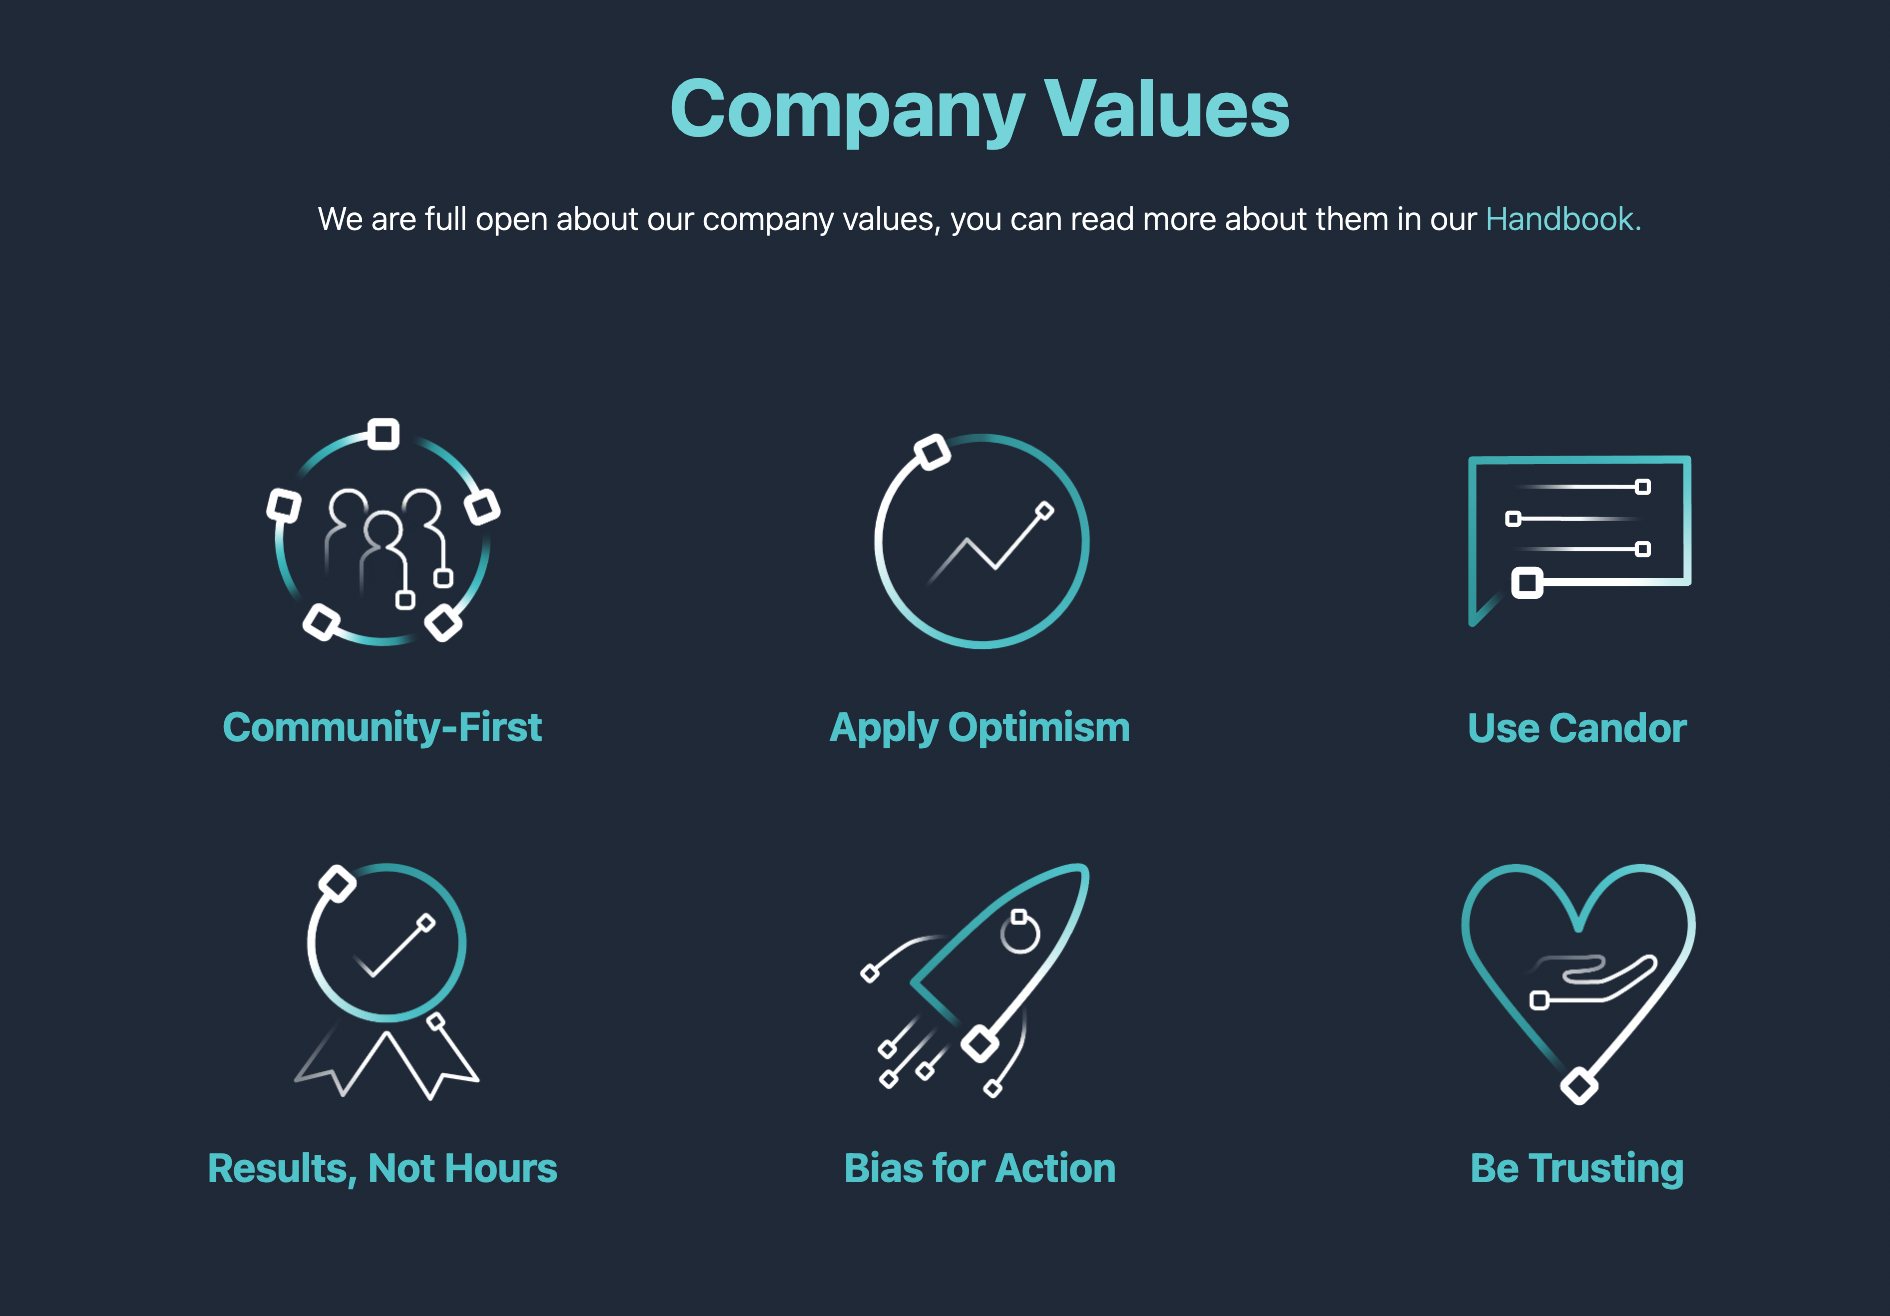 Company Values
We are full open about our company values, you can read more about them in our Handbook.
Community-First
Apply Optimism
Use Candor
Results, Not Hours
Bias for Action
Be Trusting